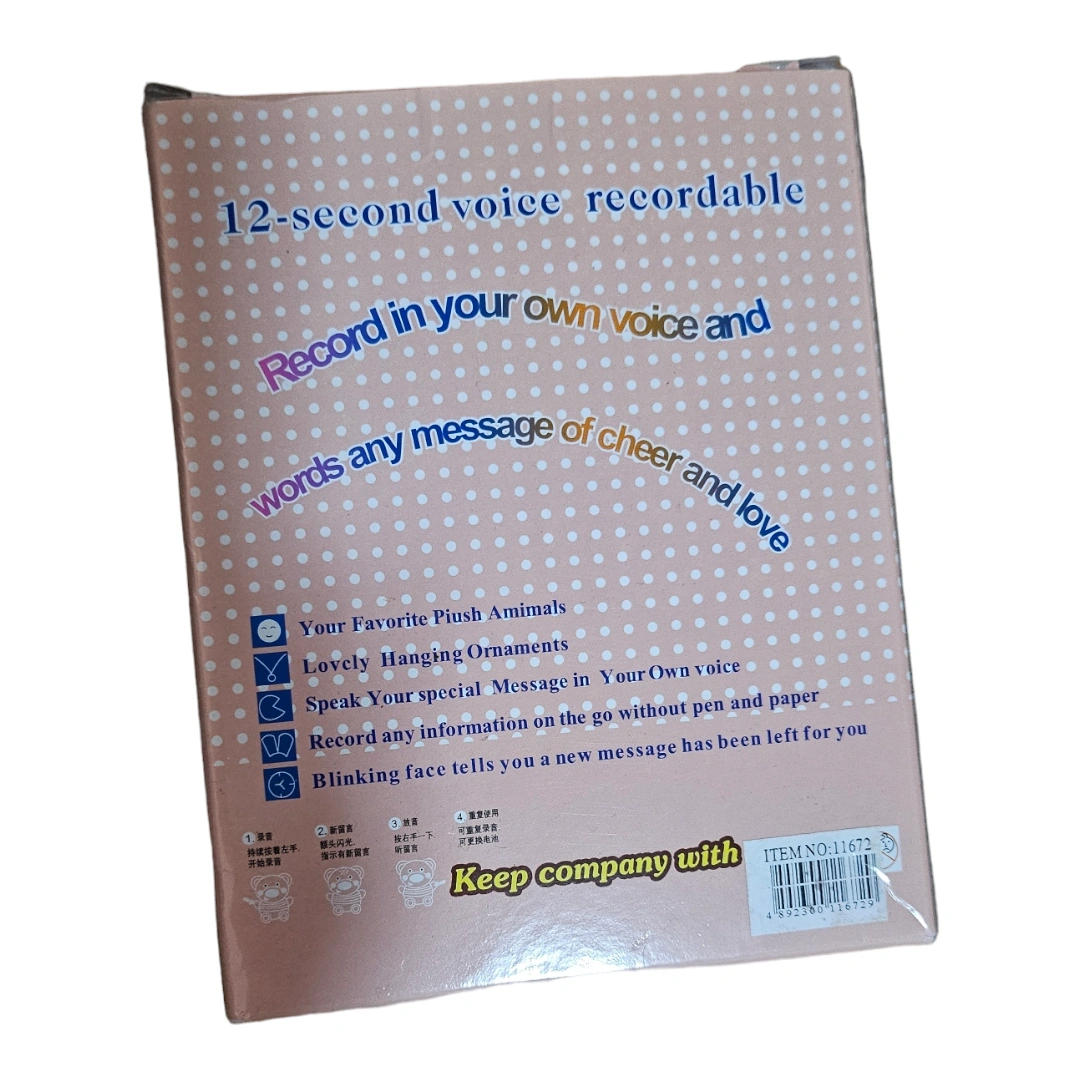 12-second voice recordable
Record in your own voice and
words any message of cheer and love
Your Favorite Piush Amimals
Lovcly Hanging Ornaments
Speak Your special Message in Your Own voice
Record any information on the go without pen and paper
Blinking face tells you a new message has been left for you
1 录音
持续按着左手
开始录音
2. 新留言
额头闪光,
指示有新留言
3 放音
按右手一下
听留言
4. 重复使用
可重复录音
可更换电池
Keep company with
ITEM NO:11672
4 892300 116729